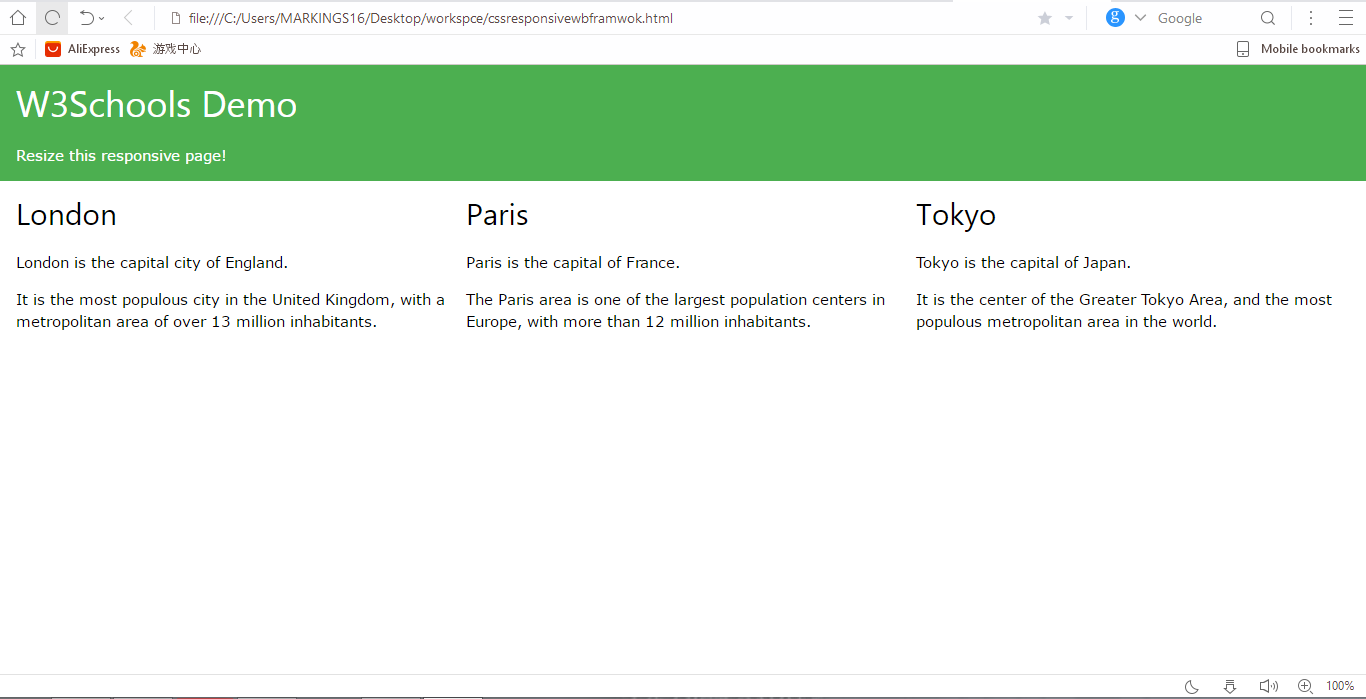 file:///C:/Users/MARKINGS16/Desktop/workspce/cssresponsivewbframwok.html
Google
AliExpress 游戏中心
Mobile bookmarks
W3Schools Demo
Resize this responsive page!
London
London is the capital city of England.
It is the most populous city in the United Kingdom, with a
metropolitan area of over 13 million inhabitants.
Paris
Paris is the capital of France.
The Paris area is one of the largest population centers in
Europe, with more than 12 million inhabitants.
Tokyo
Tokyo is the capital of Japan.
It is the center of the Greater Tokyo Area, and the most
populous metropolitan area in the world.
100%